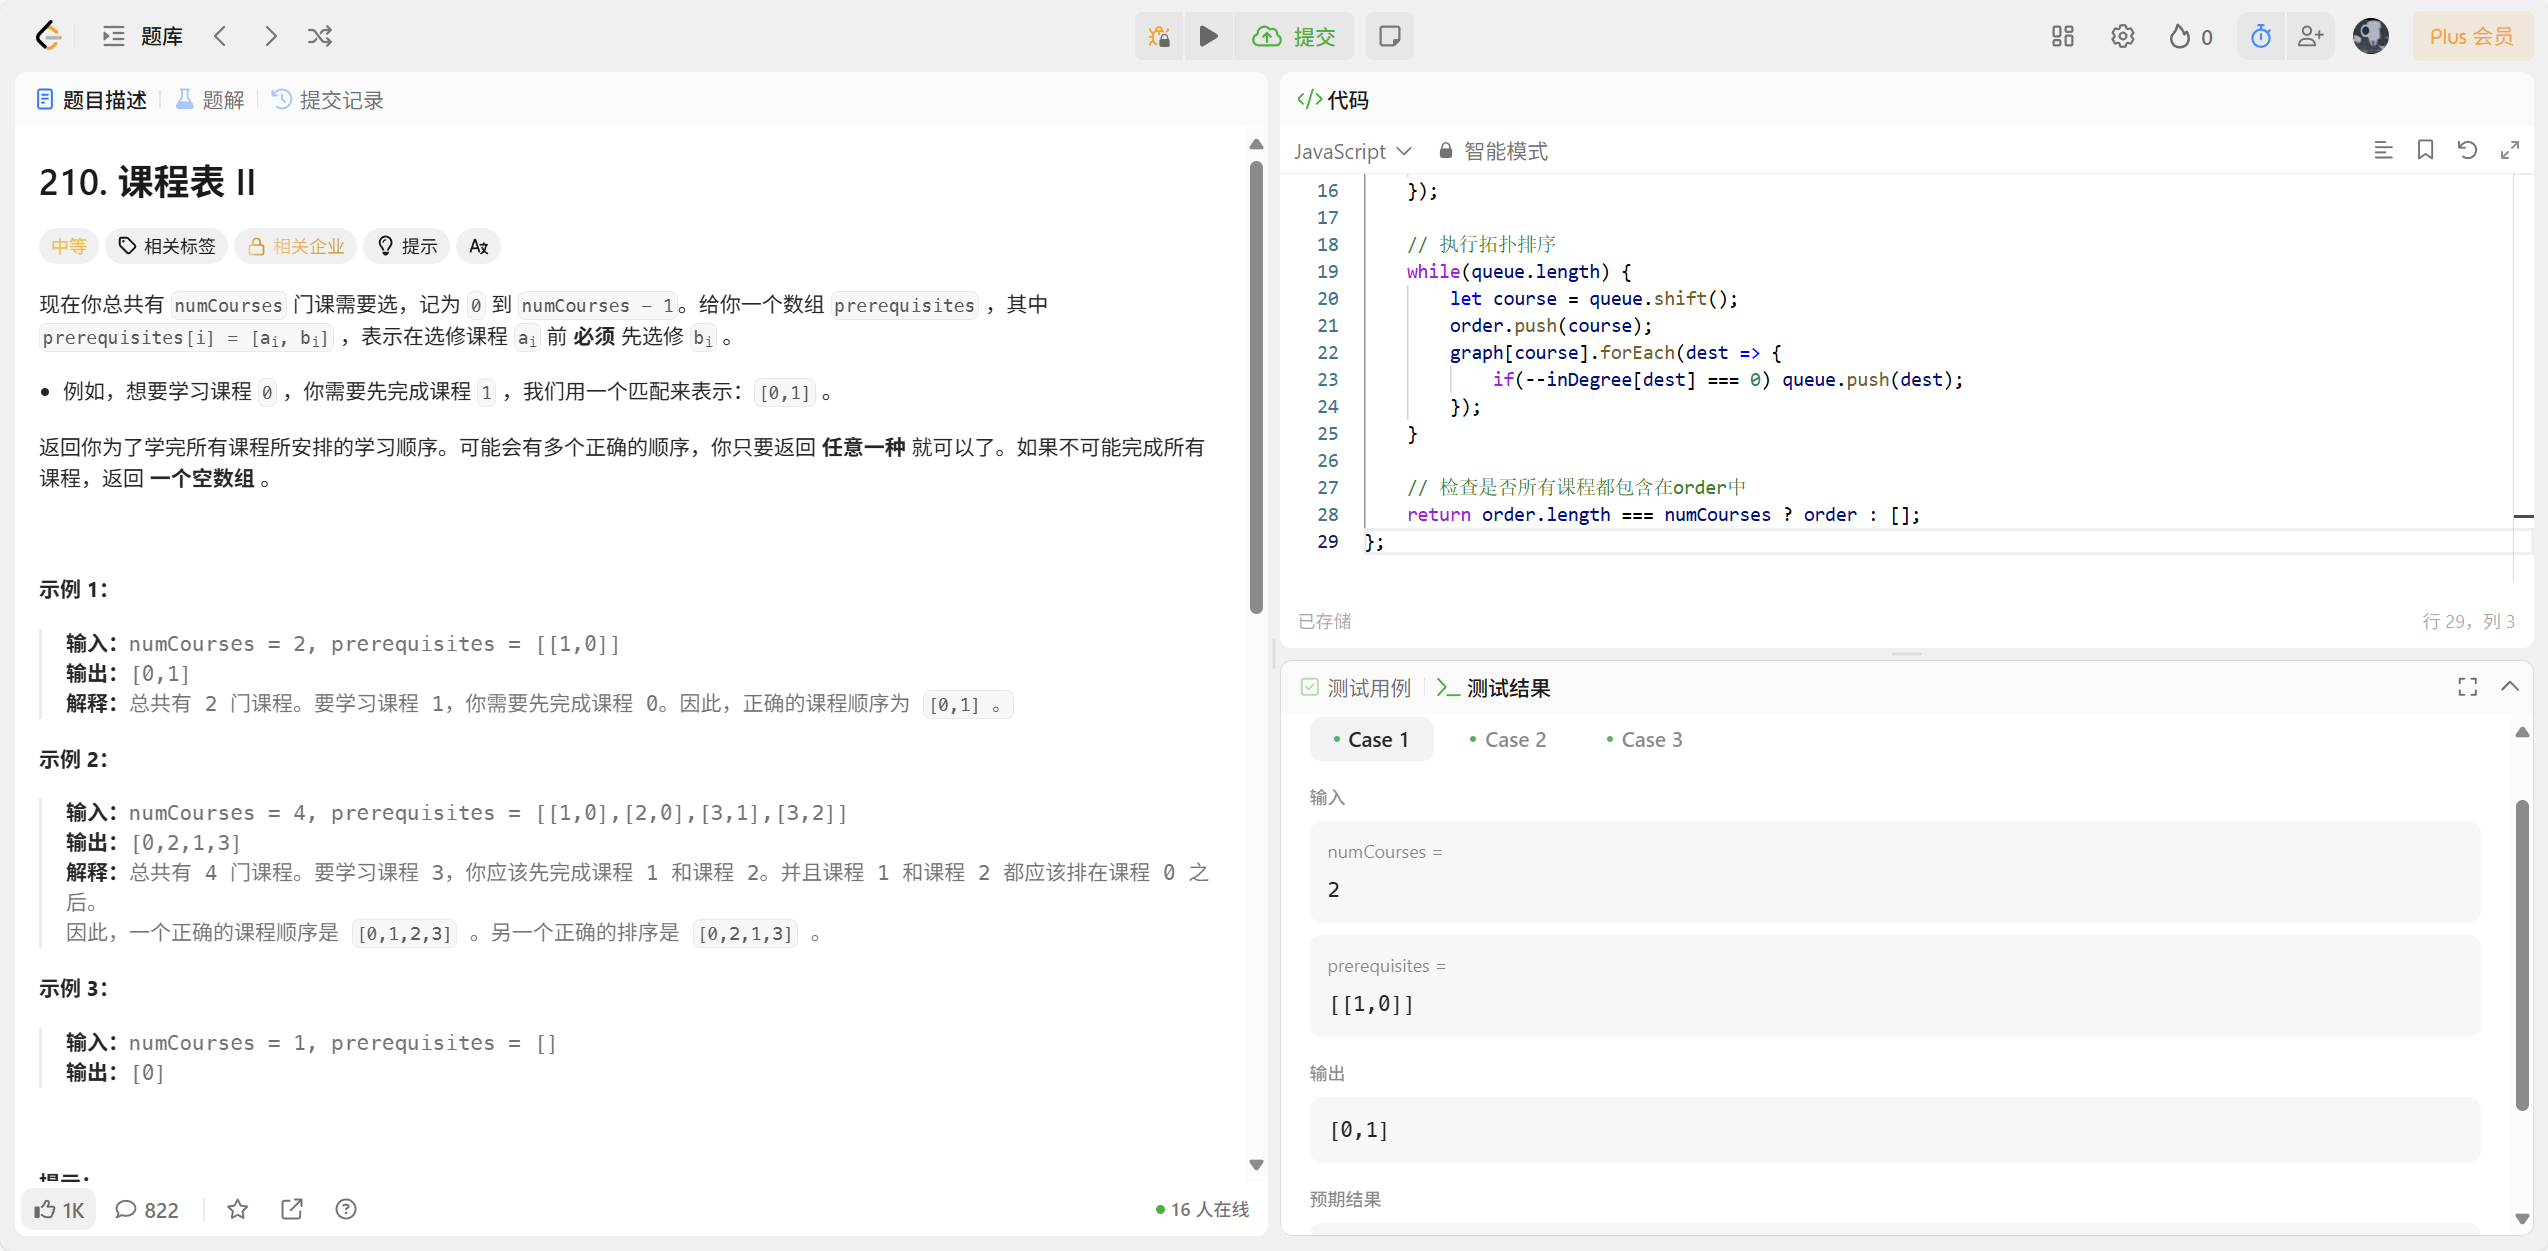 题库
提交
0
Plus 会员
题目描述
题解
提交记录
210. 课程表 II
中等
相关标签
相关企业
提示
现在你总共有 numCourses 门课需要选，记为 0 到 numCourses - 1。给你一个数组 prerequisites ，其中
prerequisites[i] = [ai, bi] ，表示在选修课程 ai 前 必须 先选修 bi 。
• 例如，想要学习课程 0 ，你需要先完成课程 1 ，我们用一个匹配来表示：[0,1] 。
返回你为了学完所有课程所安排的学习顺序。可能会有多个正确的顺序，你只要返回 任意一种 就可以了。如果不可能完成所有
课程，返回 一个空数组 。
示例 1：
输入：numCourses = 2, prerequisites = [[1,0]]
输出：[0,1]
解释：总共有 2 门课程。要学习课程 1，你需要先完成课程 0。因此，正确的课程顺序为 [0,1] 。
示例 2：
输入：numCourses = 4, prerequisites = [[1,0],[2,0],[3,1],[3,2]]
输出：[0,2,1,3]
解释：总共有 4 门课程。要学习课程 3，你应该先完成课程 1 和课程 2。并且课程 1 和课程 2 都应该排在课程 0 之
后。
因此，一个正确的课程顺序是 [0,1,2,3] 。另一个正确的排序是 [0,2,1,3] 。
示例 3：
输入：numCourses = 1, prerequisites = []
输出：[0]
1K
822
16 人在线
</> 代码
JavaScript
智能模式
16 });
17
18 // 执行拓扑排序
19 while(queue.length) {
20 let course = queue.shift();
21 order.push(course);
22 graph[course].forEach(dest => {
23 if(--inDegree[dest] === 0) queue.push(dest);
24 });
25 }
26
27 // 检查是否所有课程都包含在order中
28 return order.length === numCourses ? order : [];
29 };
已存储
行 29，列 3
测试用例
测试结果
• Case 1
• Case 2
• Case 3
输入
numCourses =
2
prerequisites =
[[1,0]]
输出
[0,1]
预期结果